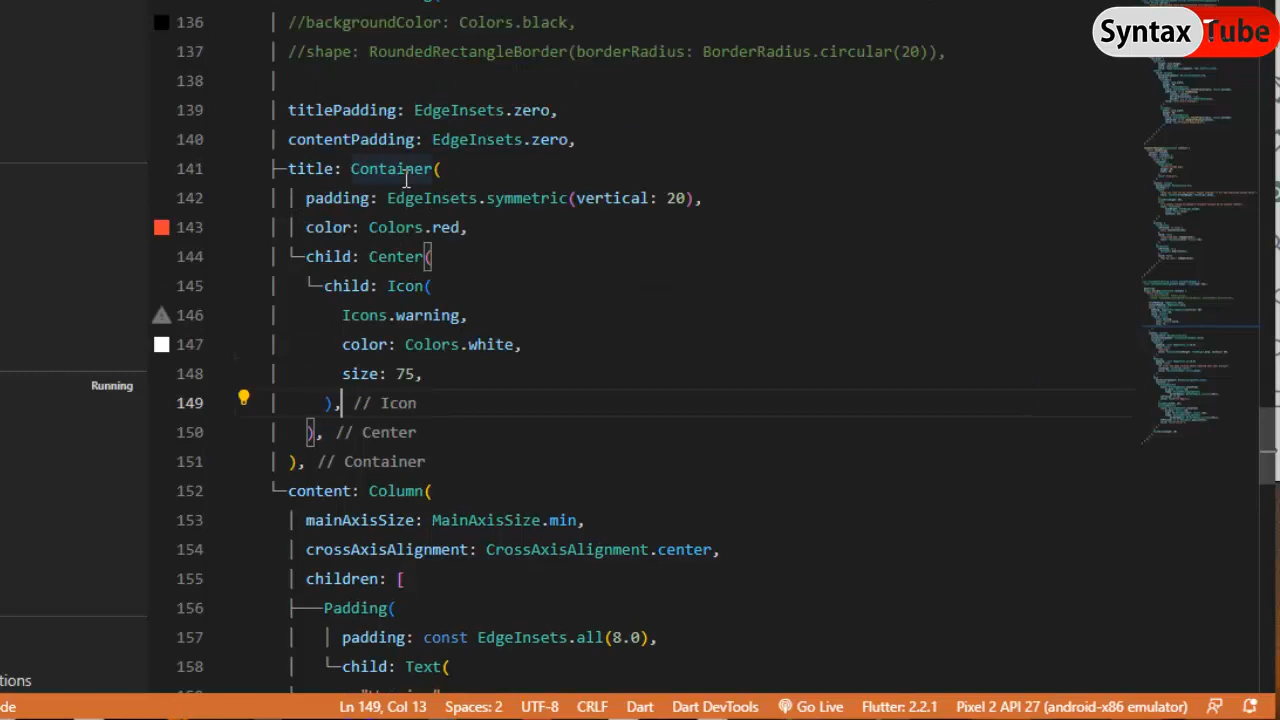 Syntax Tube
136 //backgroundColor: Colors.black,
137 //shape: RoundedRectangleBorder(borderRadius: BorderRadius.circular(20)),
138
139 titlePadding: EdgeInsets.zero,
140 contentPadding: EdgeInsets.zero,
141 title: Container(
142 padding: EdgeInsets.symmetric(vertical: 20),
143 color: Colors.red,
144 child: Center(
145 child: Icon(
146 Icons.warning,
147 color: Colors.white,
148 size: 75,
Running
149 ), // Icon
150 ), // Center
151 ), // Container
152 content: Column(
153 mainAxisSize: MainAxisSize.min,
154 crossAxisAlignment: CrossAxisAlignment.center,
155 children: [
156 Padding(
157 padding: const EdgeInsets.all(8.0),
158 child: Text(
tions
de Ln 149, Col 13 Spaces: 2 UTF-8 CRLF Dart Dart DevTools Go Live Flutter: 2.2.1 Pixel 2 API 27 (android-x86 emulator)